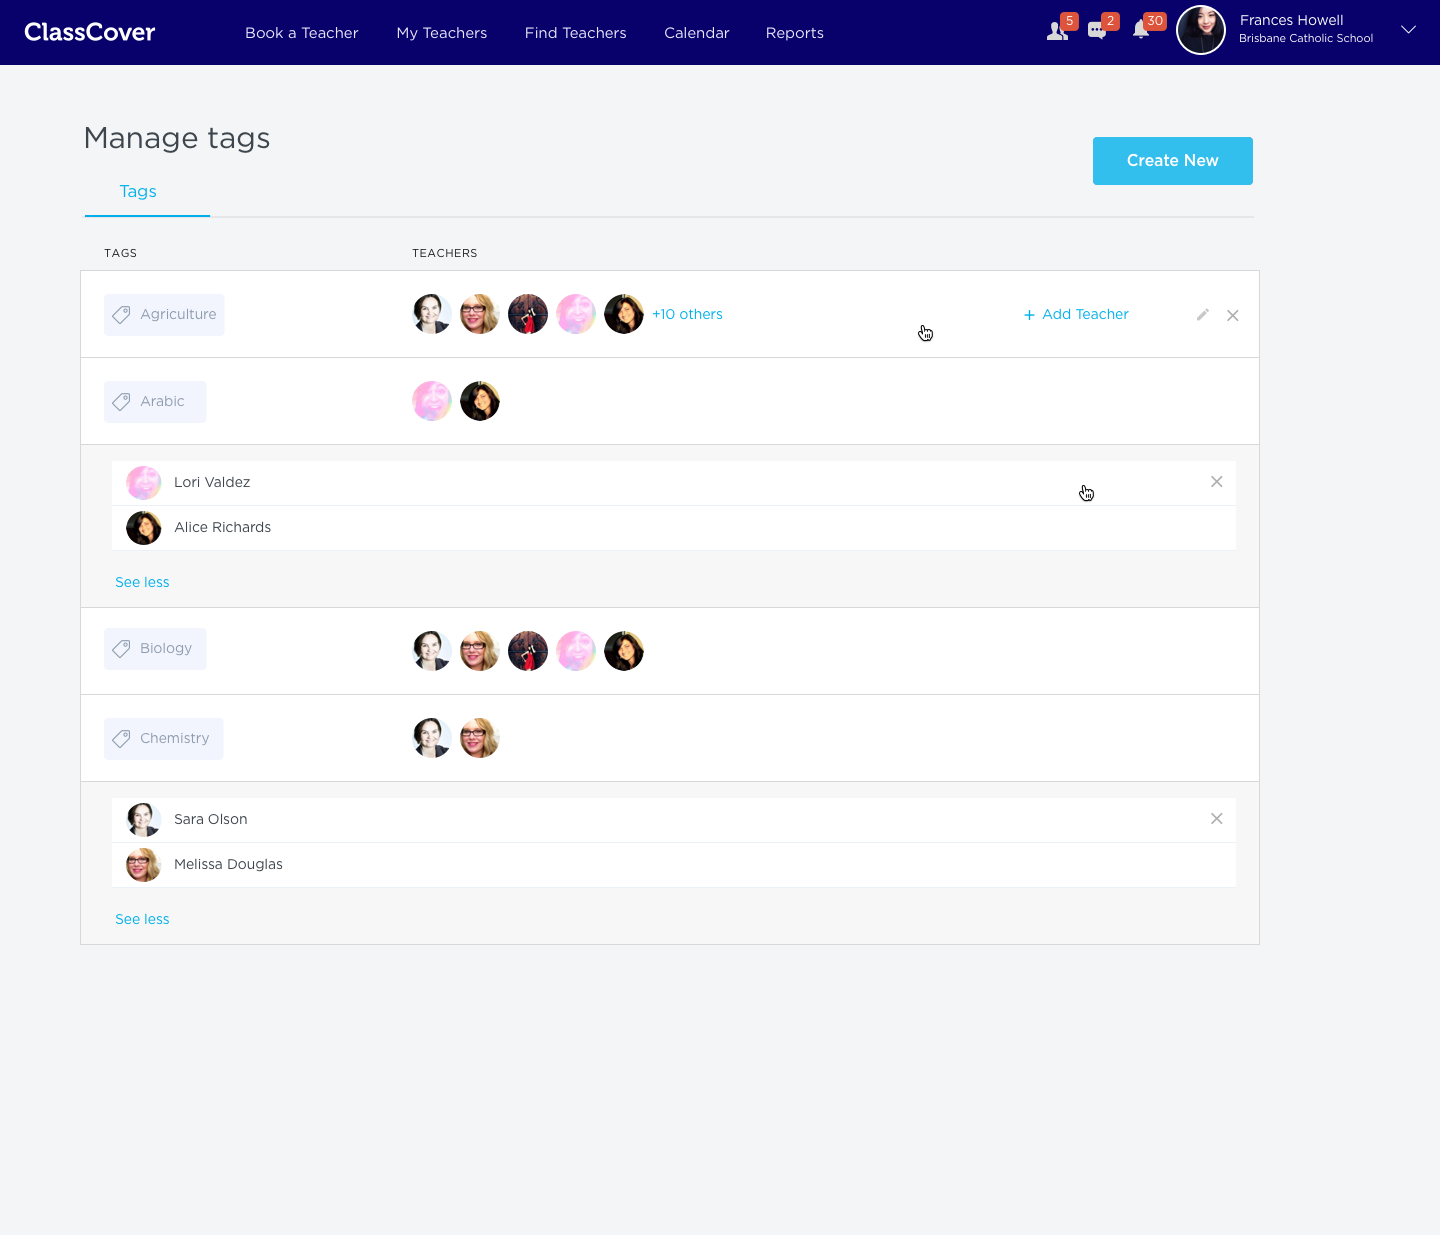 ClassCover
Book a Teacher
My Teachers
Find Teachers
Calendar
Reports
5
2
30
Frances Howell
Brisbane Catholic School
Manage tags
Create New
Tags
TAGS
TEACHERS
Agriculture
+10 others
+ Add Teacher
Arabic
Lori Valdez
Alice Richards
See less
Biology
Chemistry
Sara Olson
Melissa Douglas
See less